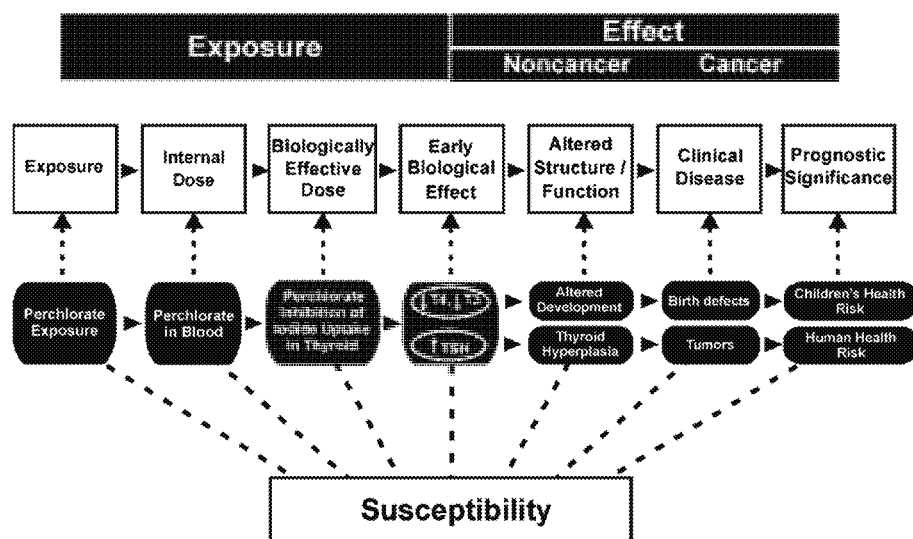 Exposure
Effect
Noncancer Cancer
Exposure
Internal
Dose
Biologically
Effective
Dose
Early
Biological
Effect
Altered
Structure /
Function
Clinical
Disease
Prognostic
Significance
Perchlorate
Exposure
Perchlorate
in Blood
Perchlorate
Inhibition of
Iodide Uptake
in Thyroid
↓T4, ↓T3
↑TSH
Altered
Development
Birth defects
Children's Health
Risk
Thyroid
Hyperplasia
Tumors
Human Health
Risk
Susceptibility